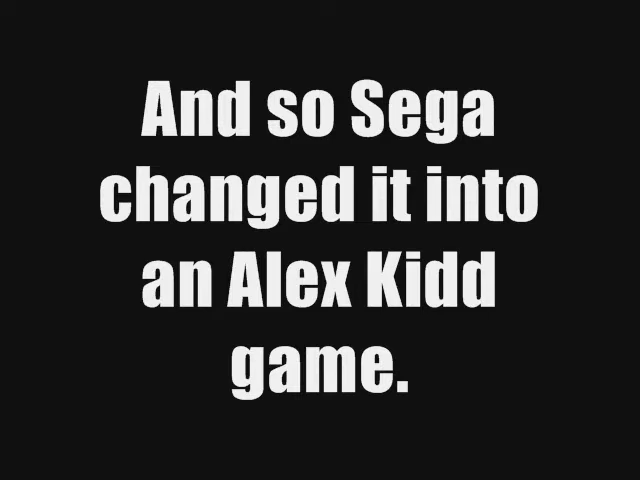 And so Sega
changed it into
an Alex Kidd
game.